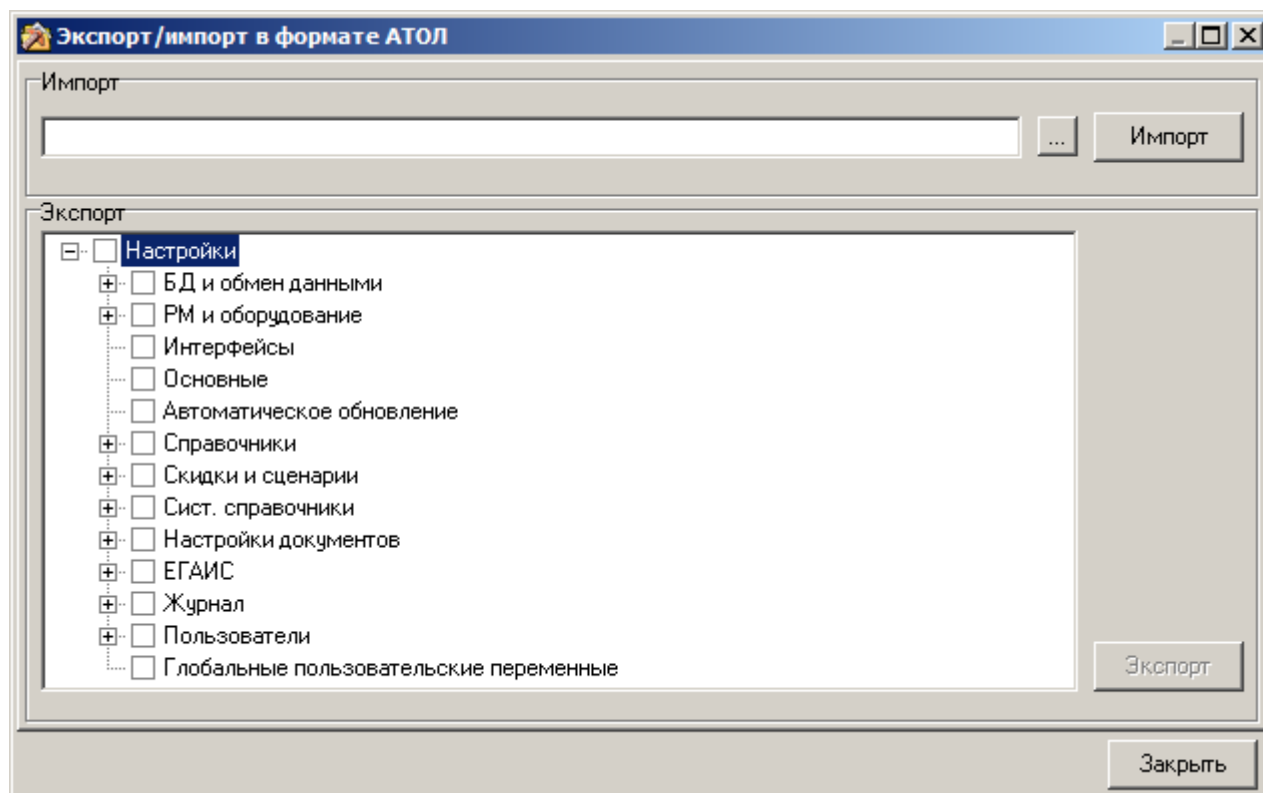 Экспорт/импорт в формате АТОЛ
Импорт
... Импорт
Экспорт
Настройки
БД и обмен данными
РМ и оборудование
Интерфейсы
Основные
Автоматическое обновление
Справочники
Скидки и сценарии
Сист. справочники
Настройки документов
ЕГАИС
Журнал
Пользователи
Глобальные пользовательские переменные
Экспорт
Закрыть